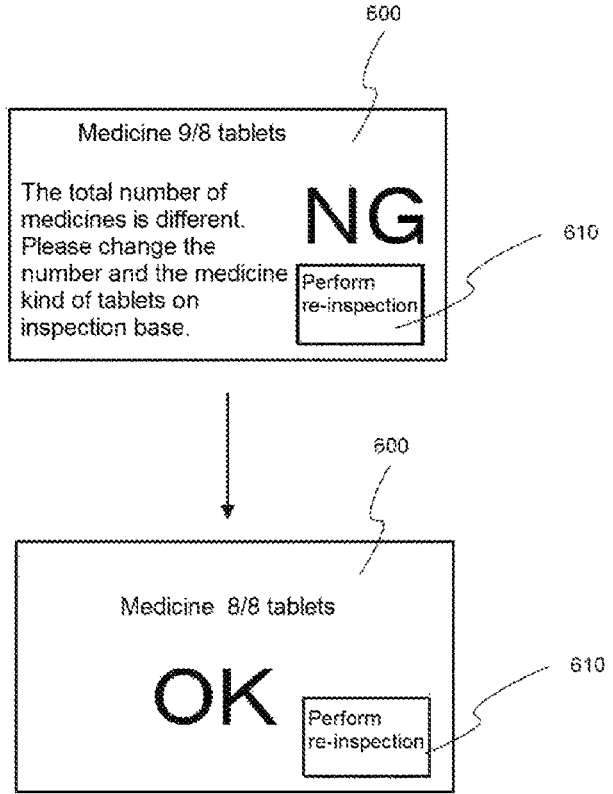 600
Medicine 9/8 tablets
The total number of
medicines is different.
Please change the
number and the medicine
kind of tablets on
inspection base.
NG
610
Perform
re-inspection
600
Medicine 8/8 tablets
OK
610
Perform
re-inspection